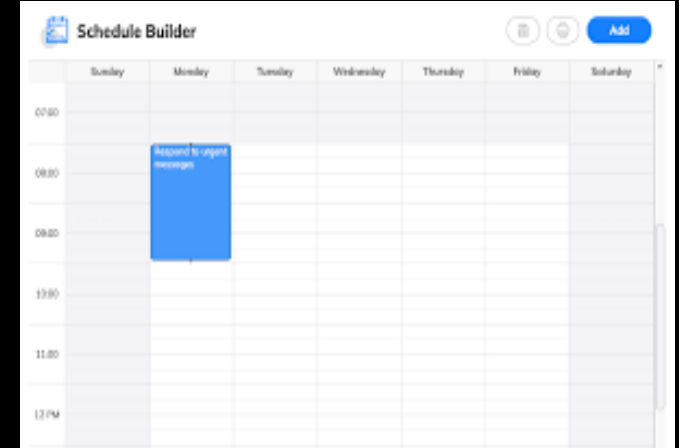 Schedule Builder
Add
Sunday Monday Tuesday Wednesday Thursday Friday Saturday
07:00
Respond to urgent
messages
08:00
09:00
10:00
11:00
12 PM